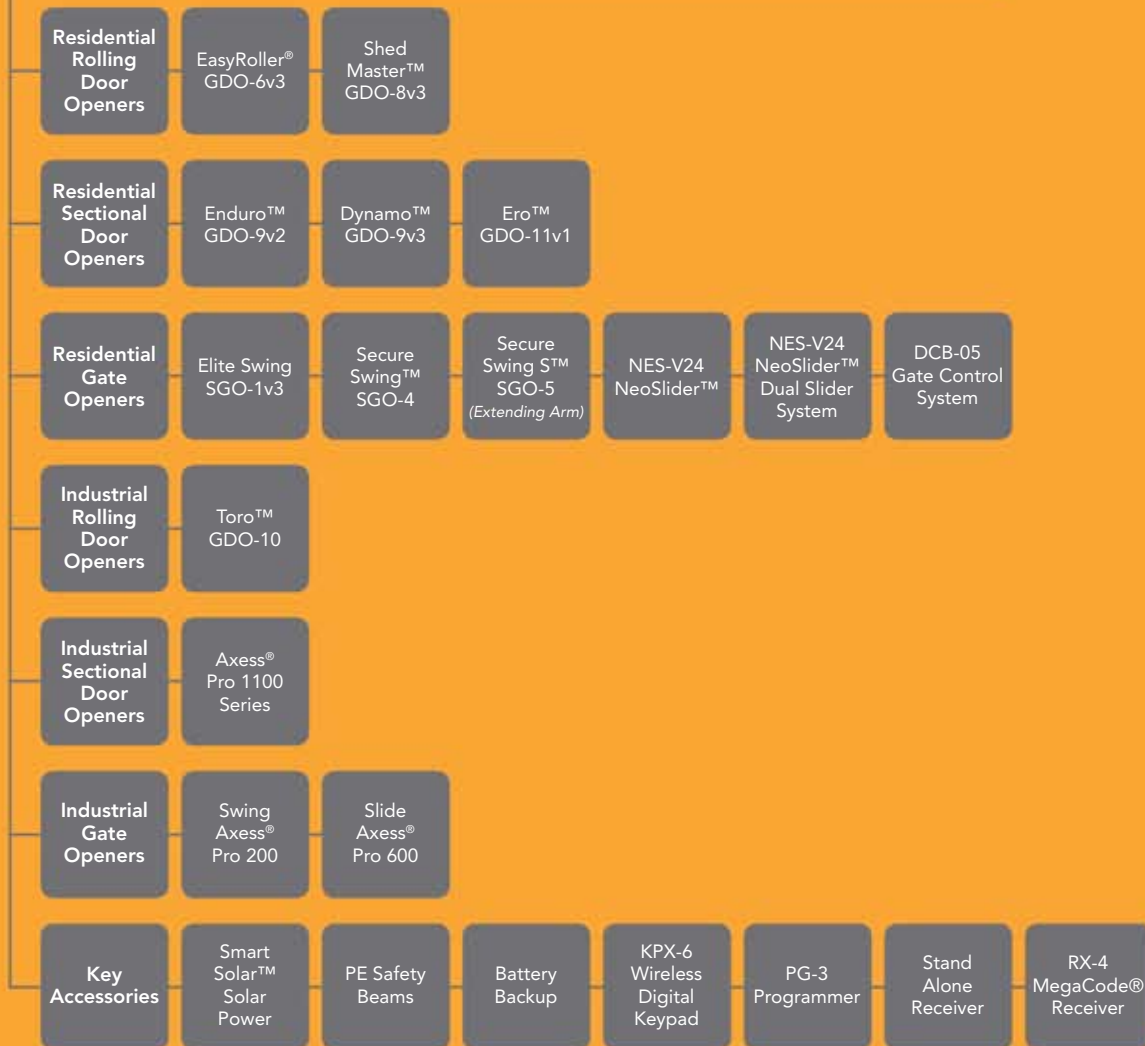 Residential
Rolling
Door
Openers
EasyRoller®
GDO-6v3
Shed
Master™
GDO-8v3
Residential
Sectional
Door
Openers
Enduro™
GDO-9v2
Dynamo™
GDO-9v3
Ero™
GDO-11v1
Residential
Gate
Openers
Elite Swing
SGO-1v3
Secure
Swing™
SGO-4
Secure
Swing S™
SGO-5
(Extending Arm)
NES-V24
NeoSlider™
NES-V24
NeoSlider™
Dual Slider
System
DCB-05
Gate Control
System
Industrial
Rolling
Door
Openers
Toro™
GDO-10
Industrial
Sectional
Door
Openers
Axess®
Pro 1100
Series
Industrial
Gate
Openers
Swing
Axess®
Pro 200
Slide
Axess®
Pro 600
Key
Accessories
Smart
Solar™
Solar
Power
PE Safety
Beams
Battery
Backup
KPX-6
Wireless
Digital
Keypad
PG-3
Programmer
Stand
Alone
Receiver
RX-4
MegaCode®
Receiver